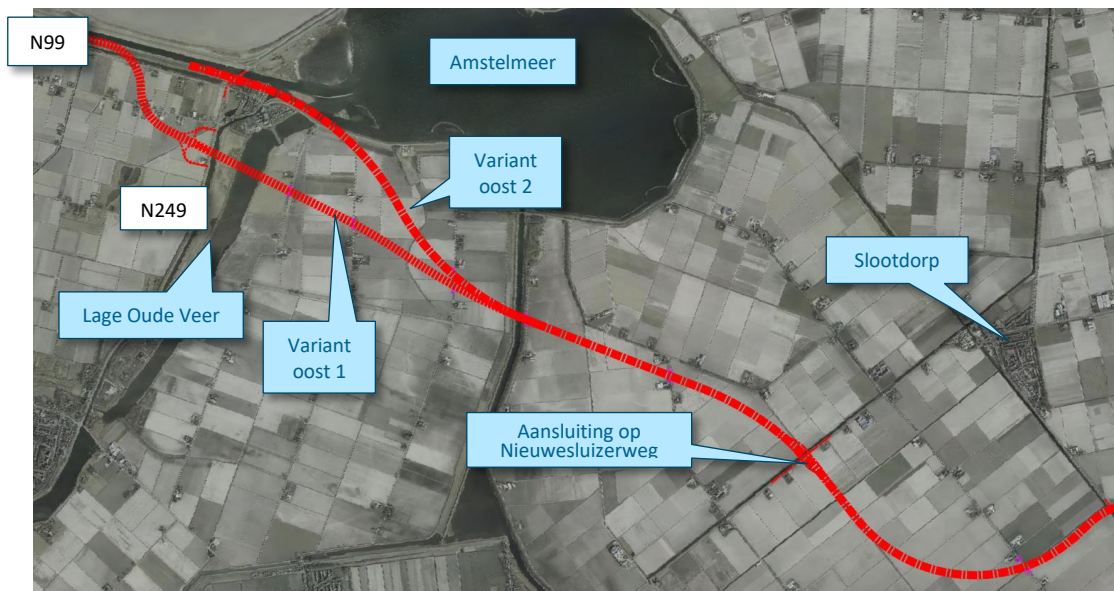 N99
Amstelmeer
Variant
oost 2
N249
Slootdorp
Lage Oude Veer
Variant
oost 1
Aansluiting op
Nieuwesluizerweg